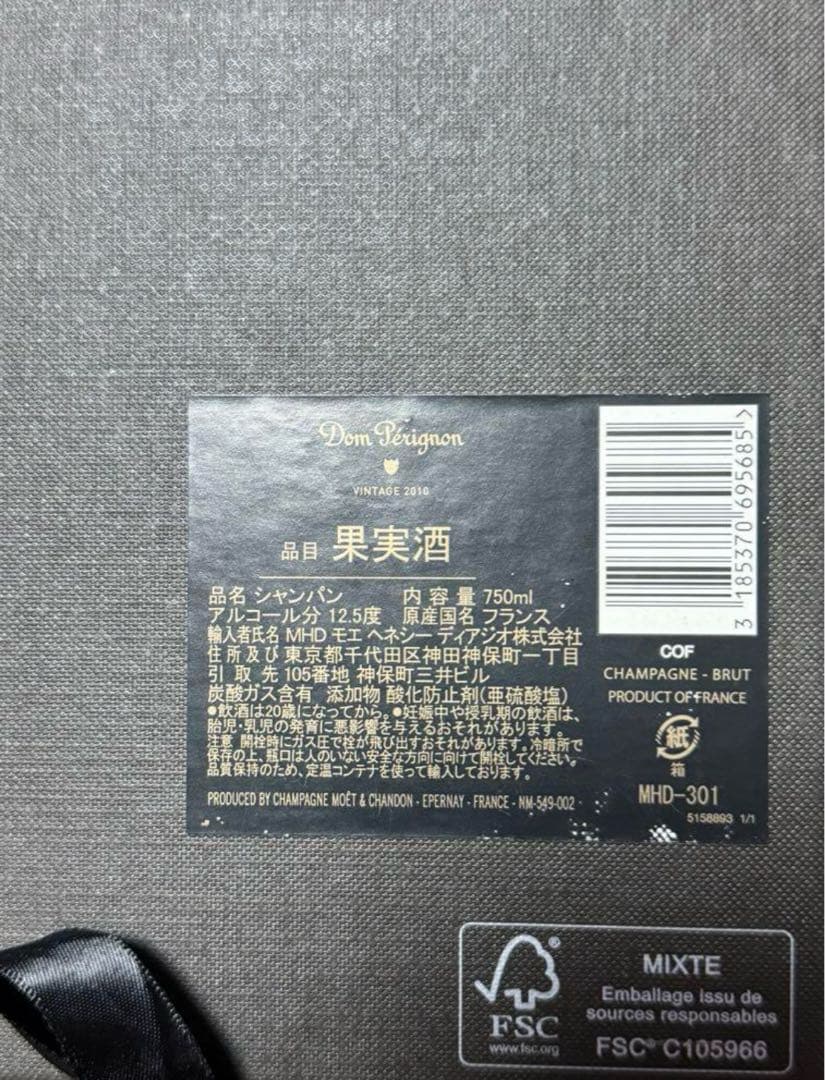 Dom Pérignon
VINTAGE 2010
品目 果実酒
品名 シャンパン 内容量 750ml
アルコール分 12.5度 原産国名 フランス
輸入者氏名 MHD モエ ヘネシー ディアジオ株式会社
住所及び 東京都千代田区神田神保町一丁目
引取先 105番地 神保町三井ビル
炭酸ガス含有 添加物 酸化防止剤(亜硫酸塩)
●飲酒は20歳になってから。●妊娠中や授乳期の飲酒は、
胎児・乳児の発育に悪影響を与えるおそれがあります。
注意 開栓時にガス圧で栓が飛び出すおそれがあります。冷暗所で
保存の上、瓶口は人のいない安全な方向に向けて開栓してください。
品質保持のため、定温コンテナを使って輸入しております。
PRODUCED BY CHAMPAGNE MOËT & CHANDON - EPERNAY - FRANCE - NM-549-002
3 185370 695685 >
COF
CHAMPAGNE - BRUT
PRODUCT OF FRANCE
紙
箱
MHD-301
5158893 1/1
FSC®
www.fsc.org
MIXTE
Emballage issu de
sources responsables
FSC® C105966